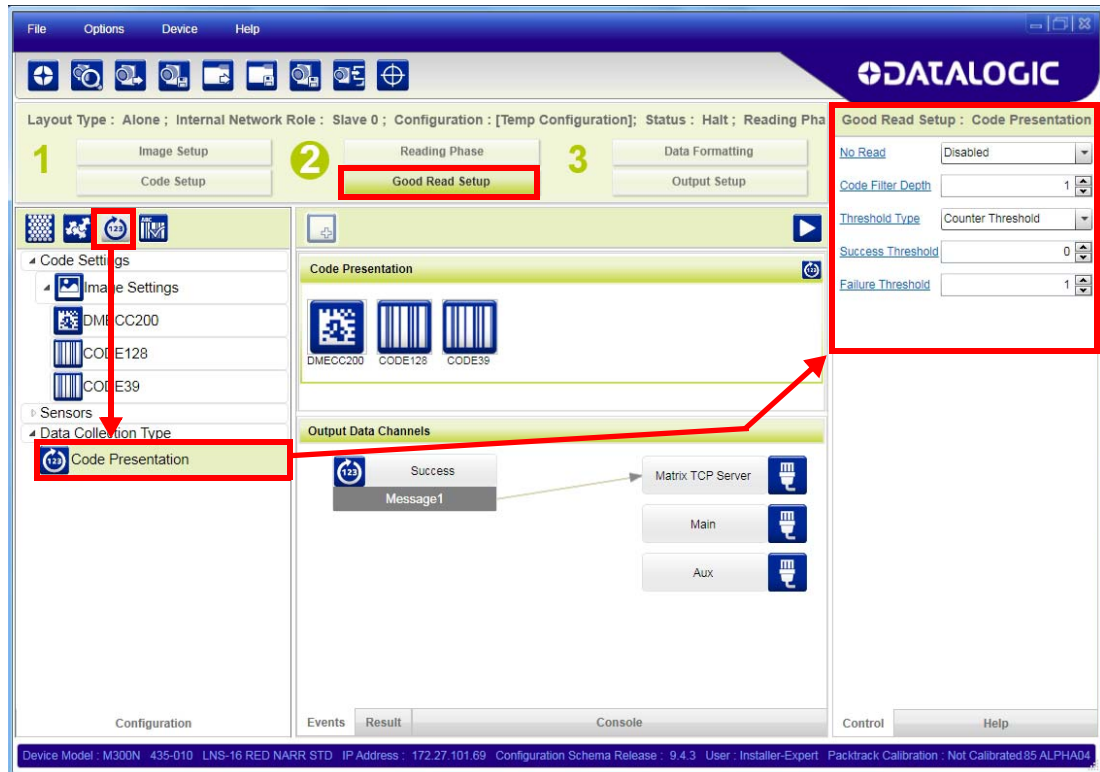 File Options Device Help
DATALOGIC
Layout Type : Alone ; Internal Network Role : Slave 0 ; Configuration : [Temp Configuration]; Status : Halt ; Reading Pha
1
Image Setup
Code Setup
2
Reading Phase
Good Read Setup
3
Data Formatting
Output Setup
Good Read Setup : Code Presentation
No Read Disabled
Code Filter Depth 1
Threshold Type Counter Threshold
Success Threshold 0
Failure Threshold 1
123
ABC
Code Settings
Image Settings
DMECC200
CODE128
CODE39
Sensors
Data Collection Type
123 Code Presentation
Configuration
Code Presentation 123
DMECC200 CODE128 CODE39
Output Data Channels
123 Success
Message1
Matrix TCP Server
Main
Aux
Events Result Console
Control Help
Device Model : M300N 435-010 LNS-16 RED NARR STD IP Address : 172.27.101.69 Configuration Schema Release : 9.4.3 User : Installer-Expert Packtrack Calibration : Not Calibrated.85 ALPHA04